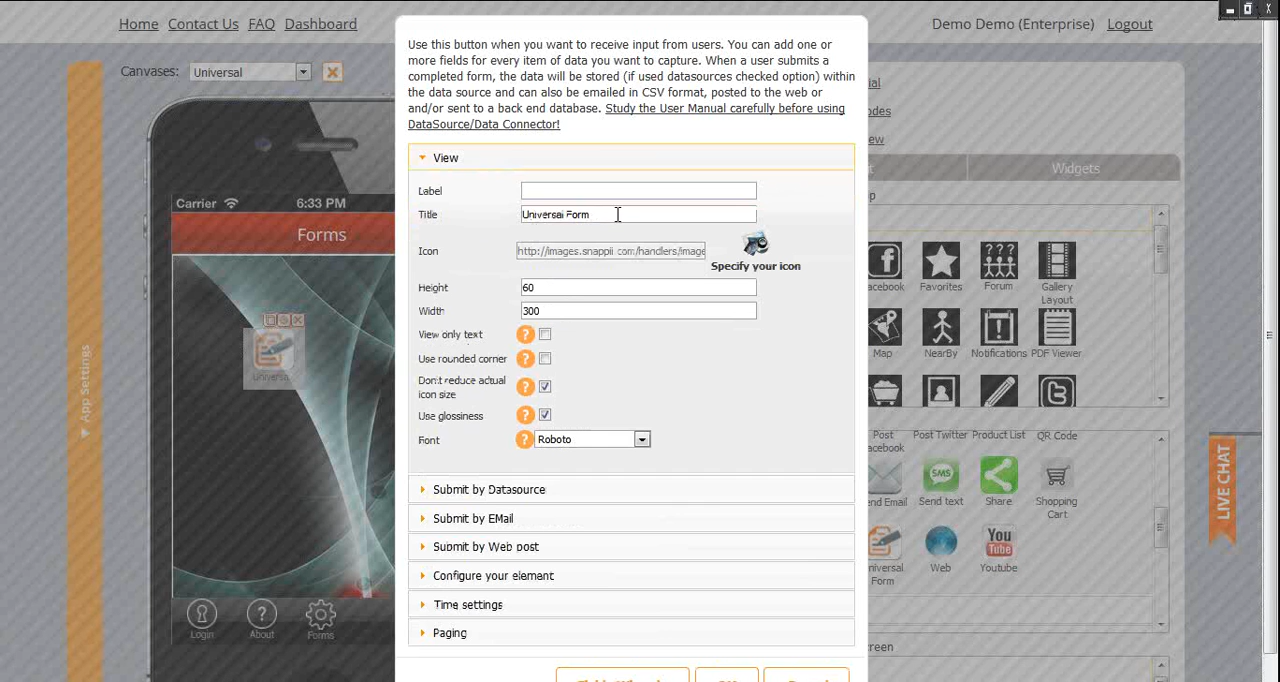 Home Contact Us FAQ Dashboard
Demo Demo (Enterprise) Logout
Canvases: Universal
Use this button when you want to receive input from users. You can add one or
more fields for every item of data you want to capture. When a user submits a
completed form, the data will be stored (if used datasources checked option) within
the data source and can also be emailed in CSV format, posted to the web or
and/or sent to a back end database. Study the User Manual carefully before using
DataSource/Data Connector!
View
Label
Title Universal Form
Icon http://images.snappii.com/handlers/image
Specify your icon
Height 60
Width 300
View only text ?
Use rounded corner ?
Don't reduce actual
icon size ?
Use glossiness ?
Font ? Roboto
Submit by Datasource
Submit by EMail
Submit by Web post
Configure your elemant
Time settings
Paging
App Settings
Carrier 6:33 PM
Forms
Universal
Login About Forms
Widgets
Favorites Forum Gallery
Layout
Map NearBy Notifications PDF Viewer
Post Post Twitter Product List QR Code
SMS
Send text Share Shopping
Cart
You
Tube
Universal
Form Web Youtube
LIVE CHAT